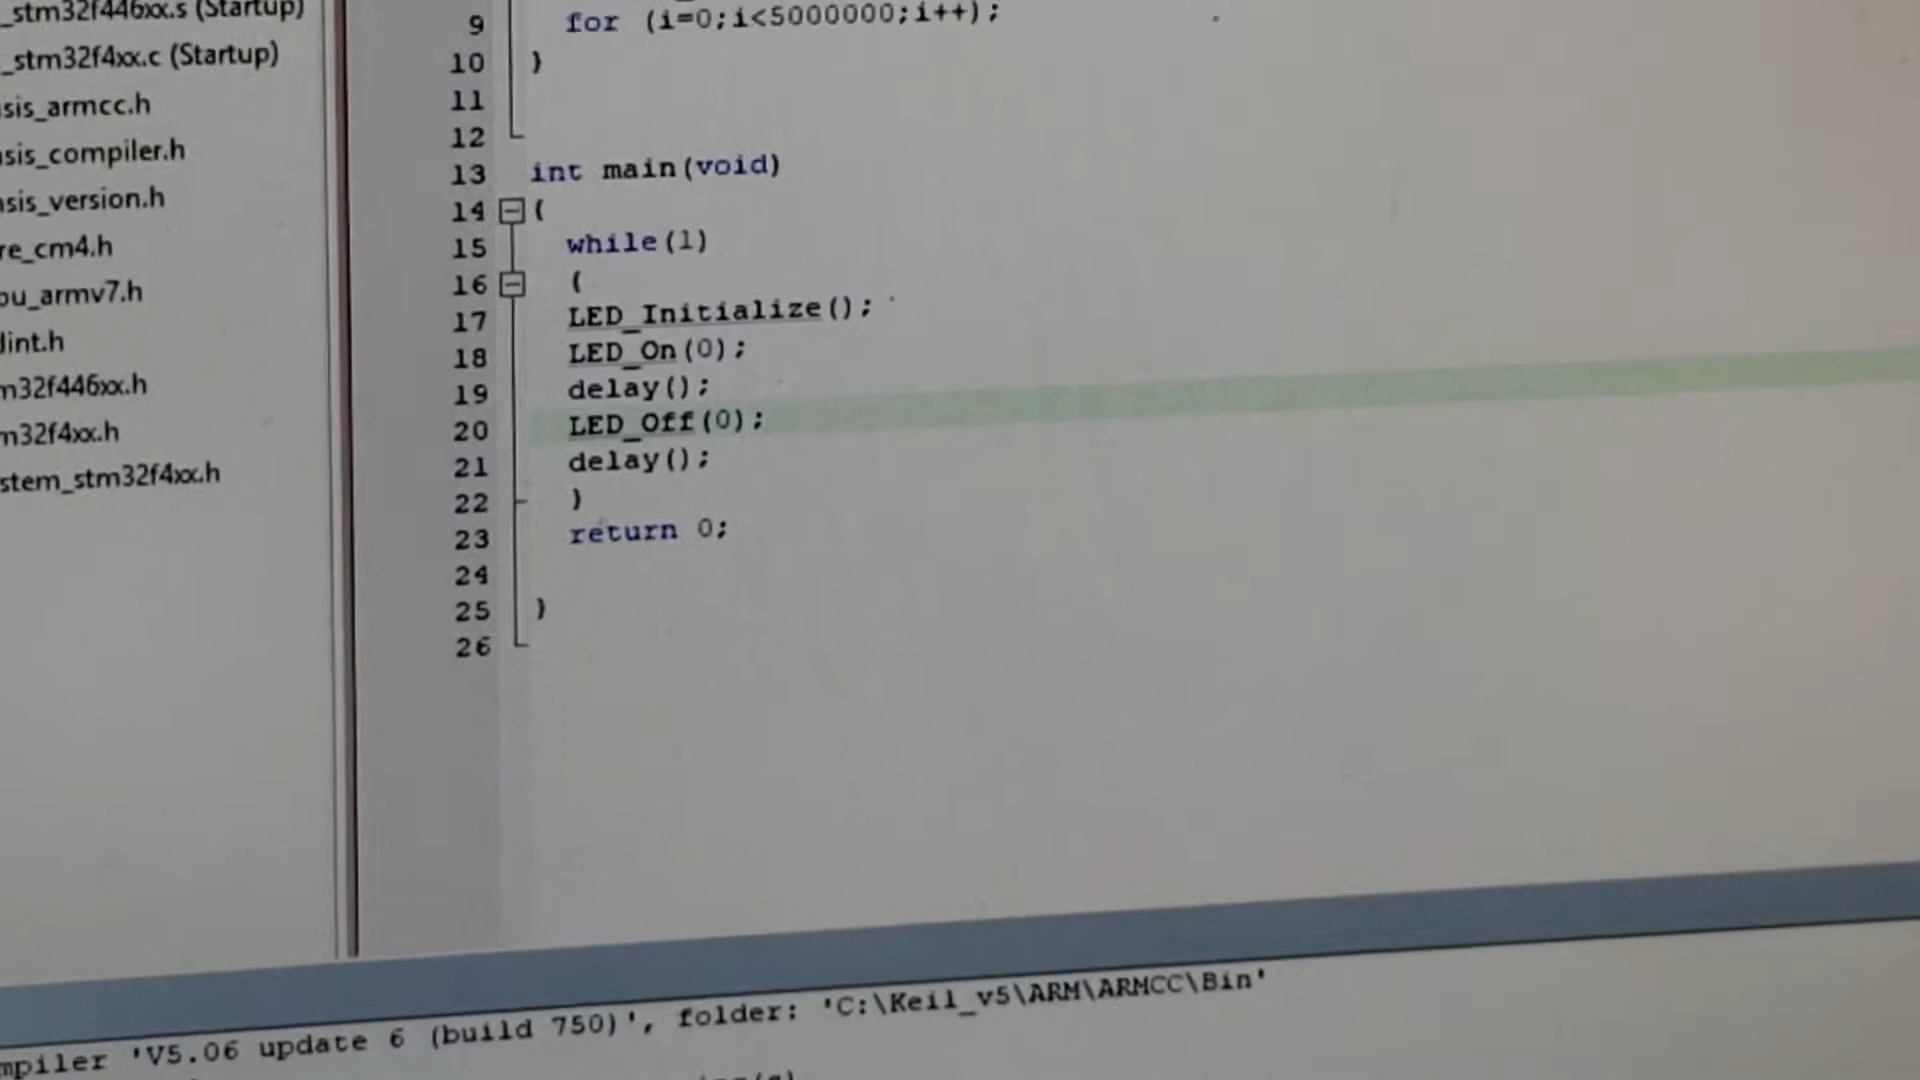 _stm32f446xx.s (Startup)
_stm32f4xx.c (Startup)
sis_armcc.h
sis_compiler.h
sis_version.h
re_cm4.h
pu_armv7.h
dint.h
m32f446xx.h
m32f4xx.h
stem_stm32f4xx.h
9 for (i=0;i<5000000;i++);
10 }
11
12
13 int main(void)
14 {
15 while(1)
16 {
17 LED_Initialize();
18 LED_On(0);
19 delay();
20 LED_Off(0);
21 delay();
22 }
23 return 0;
24
25 }
26
mpiler 'V5.06 update 6 (build 750)', folder: 'C:\Keil_v5\ARM\ARMCC\Bin'